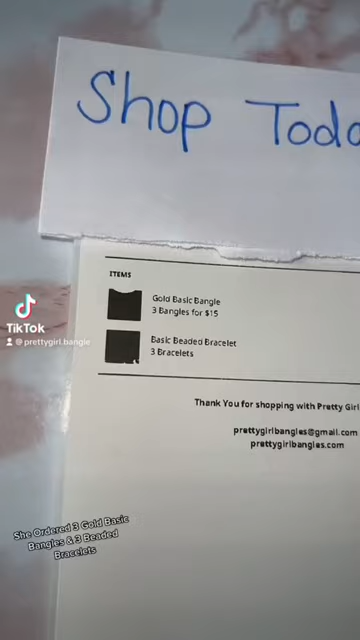 Shop Toda
ITEMS
Gold Basic Bangle
3 Bangles for $15
TikTok
@prettygirl.bangle
Basic Beaded Bracelet
3 Bracelets
Thank You for shopping with Pretty Girl
prettygirlbangles@gmail.com
prettygirlbangles.com
She Ordered 3 Gold Basic
Bangles & 3 Beaded
Bracelets